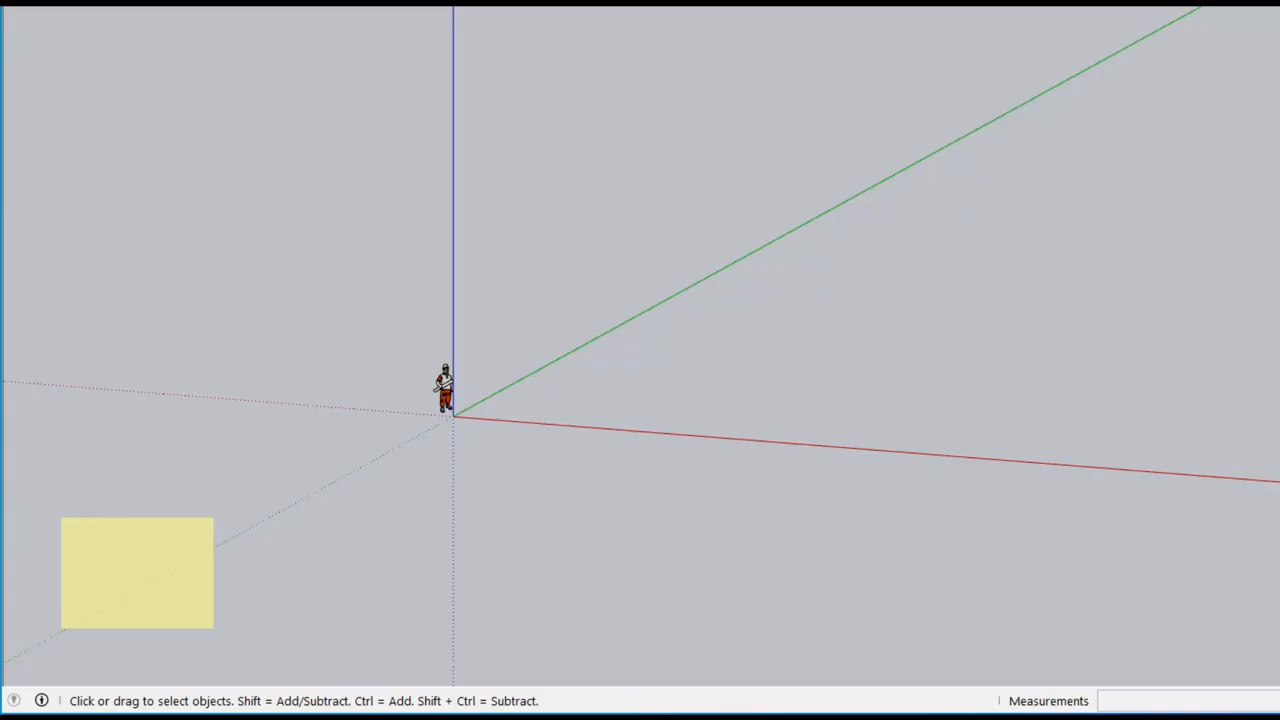 Click or drag to select objects. Shift = Add/Subtract. Ctrl = Add. Shift + Ctrl = Subtract.
Measurements